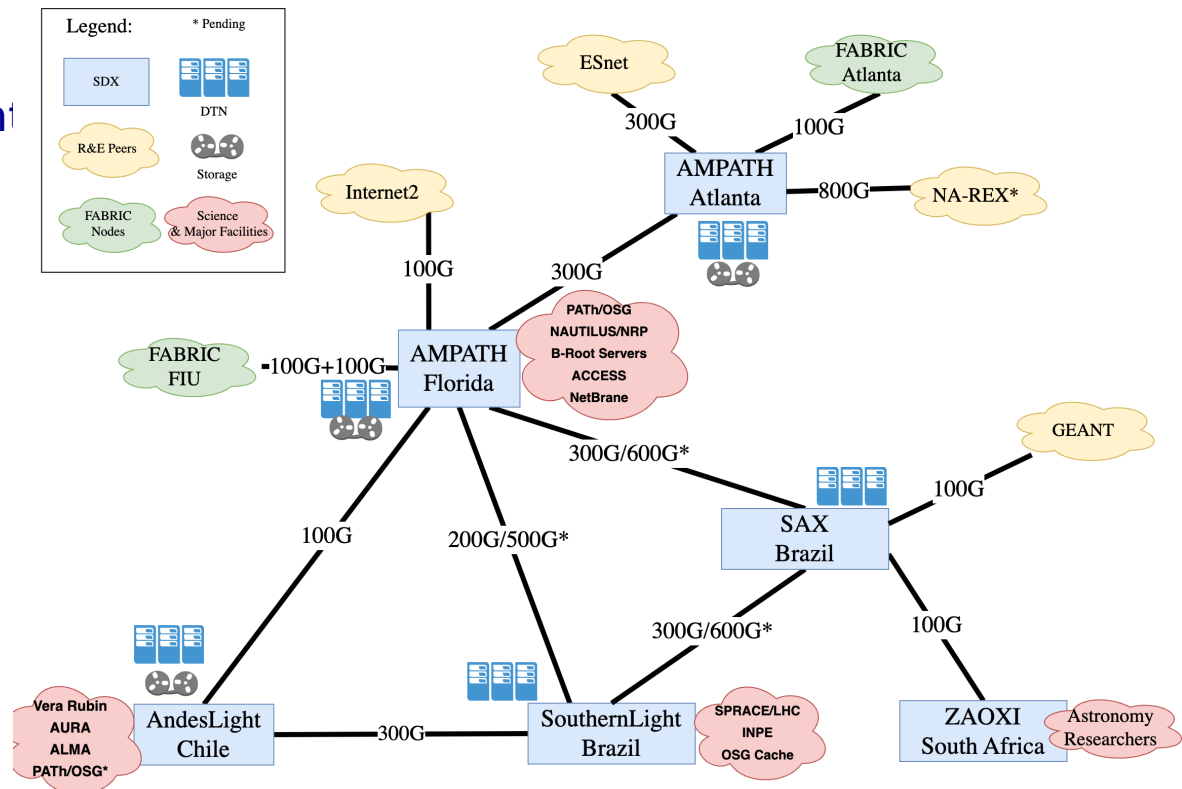 Legend:
* Pending
SDX
DTN
R&E Peers
Storage
FABRIC
Nodes
Science
& Major Facilities
ESnet
FABRIC
Atlanta
300G
100G
AMPATH
Atlanta
800G
NA-REX*
Internet2
100G
300G
PATh/OSG
NAUTILUS/NRP
B-Root Servers
ACCESS
NetBrane
FABRIC
FIU
100G+100G
AMPATH
Florida
300G/600G*
GEANT
100G
100G
200G/500G*
SAX
Brazil
300G/600G*
100G
Vera Rubin
AURA
ALMA
PATh/OSG*
AndesLight
Chile
300G
SouthernLight
Brazil
SPRACE/LHC
INPE
OSG Cache
ZAOXI
South Africa
Astronomy
Researchers